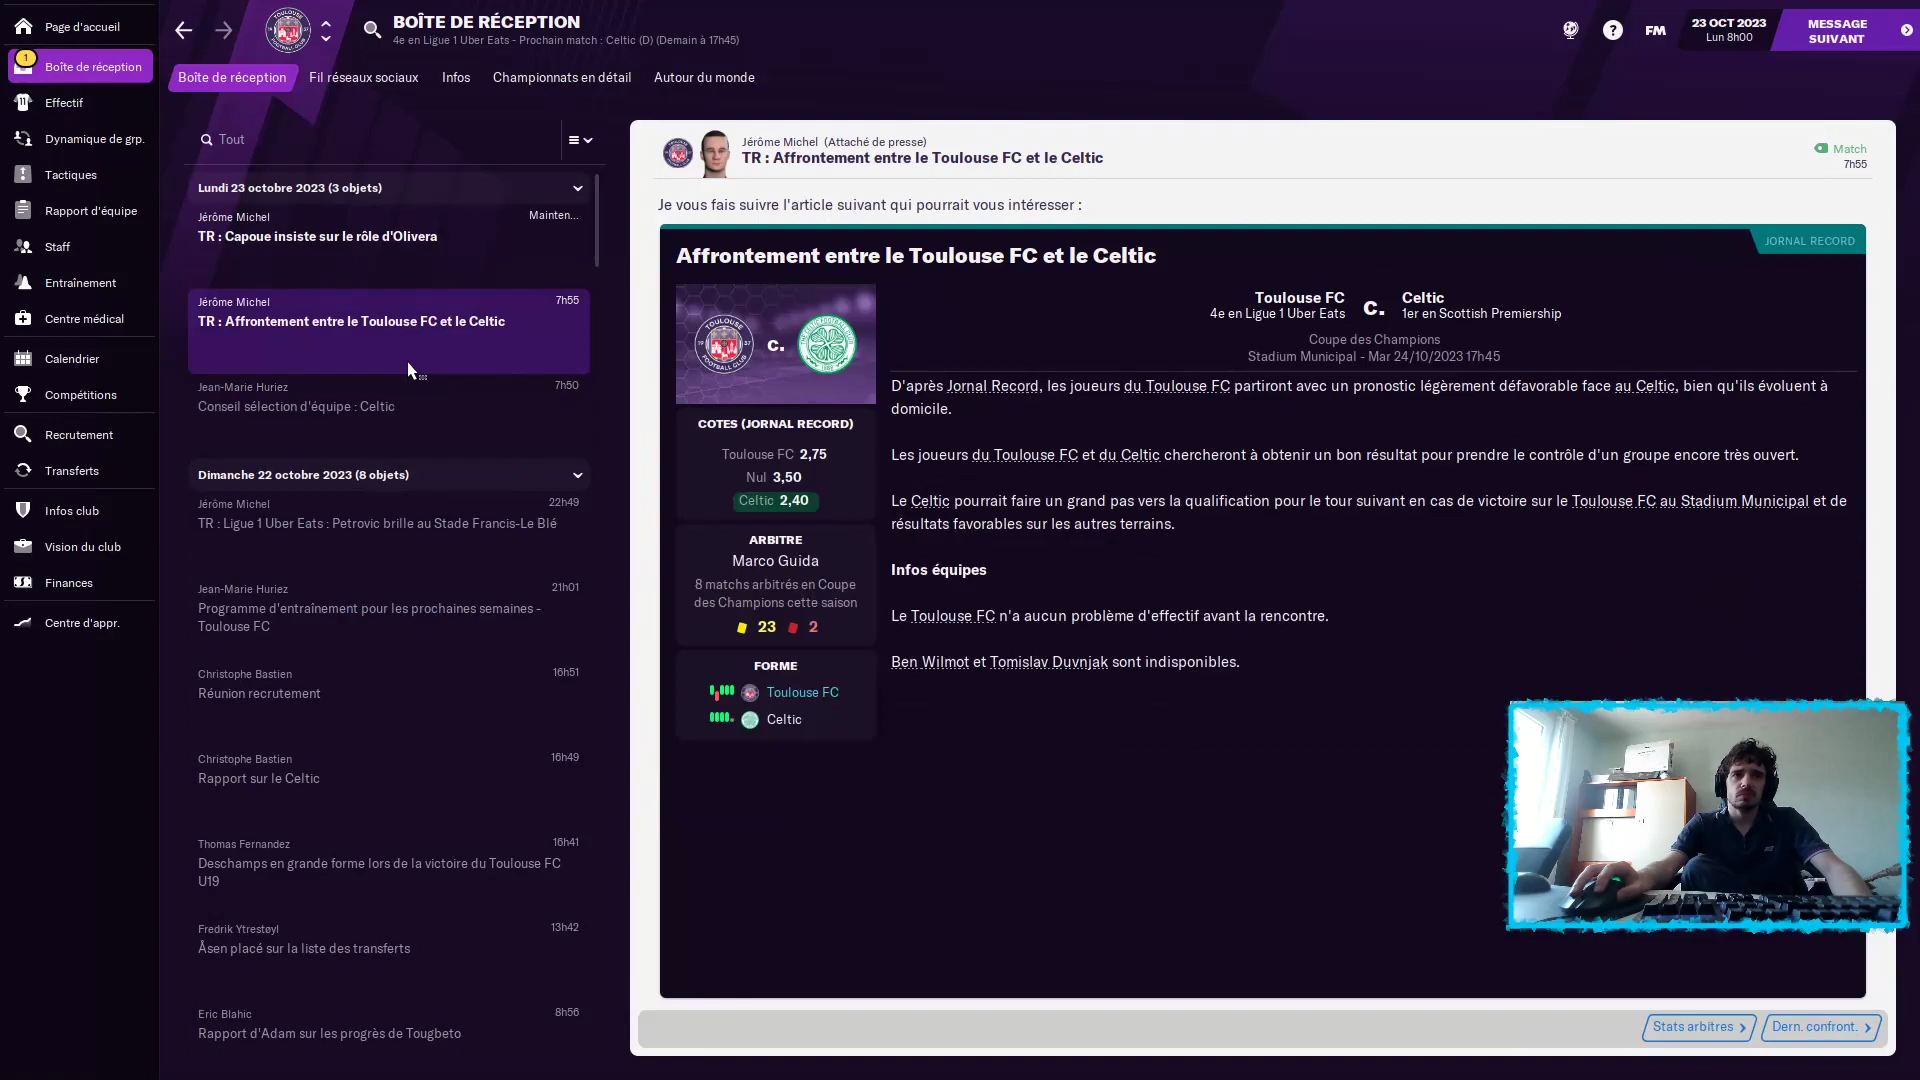 Page d'accueil
1
Boîte de réception
Effectif
Dynamique de grp.
Tactiques
Rapport d'équipe
Staff
Entraînement
Centre médical
Calendrier
Compétitions
Recrutement
Transferts
Infos club
Vision du club
Finances
Centre d'appr.
BOÎTE DE RÉCEPTION
4e en Ligne 1 Uber Eats - Prochain match : Celtic (D) (Demain à 17h45)
FM
23 OCT 2023
Lun 8h00
MESSAGE
SUIVANT
Boîte de réception
Fil réseaux sociaux
Infos
Championnats en détail
Autour du monde
Tout
Lundi 23 octobre 2023 (3 objets)
Jérôme Michel
Mainten...
TR : Capoue insiste sur le rôle d'Olivera
Jérôme Michel
7h55
TR : Affrontement entre le Toulouse FC et le Celtic
Jean-Marie Huriez
7h50
Conseil sélection d'équipe : Celtic
Dimanche 22 octobre 2023 (8 objets)
Jérôme Michel
22h49
TR : Ligue 1 Uber Eats : Petrovic brille au Stade Francis-Le Blé
Jean-Marie Huriez
21h01
Programme d'entraînement pour les prochaines semaines -
Toulouse FC
Christophe Bastien
16h51
Réunion recrutement
Christophe Bastien
16h49
Rapport sur le Celtic
Thomas Fernandez
16h41
Deschamps en grande forme lors de la victoire du Toulouse FC
U19
Fredrik Ytrestøyl
13h42
Åsen placé sur la liste des transferts
Eric Blahic
8h56
Rapport d'Adam sur les progrès de Tougbeto
Jérôme Michel (Attaché de presse)
TR : Affrontement entre le Toulouse FC et le Celtic
Match
7h55
Je vous fais suivre l'article suivant qui pourrait vous intéresser :
JORNAL RECORD
Affrontement entre le Toulouse FC et le Celtic
TOULOUSE
19 37
FOOTBALL CLUB
c.
Toulouse FC
4e en Ligue 1 Uber Eats
c.
Celtic
1er en Scottish Premiership
Coupe des Champions
Stadium Municipal - Mar 24/10/2023 17h45
COTES (JORNAL RECORD)
Toulouse FC 2,75
Nul 3,50
Celtic 2,40
ARBITRE
Marco Guida
8 matchs arbitrés en Coupe
des Champions cette saison
23 2
FORME
Toulouse FC
Celtic
D'après Jornal Record, les joueurs du Toulouse FC partiront avec un pronostic légèrement défavorable face au Celtic, bien qu'ils évoluent à
domicile.
Les joueurs du Toulouse FC et du Celtic chercheront à obtenir un bon résultat pour prendre le contrôle d'un groupe encore très ouvert.
Le Celtic pourrait faire un grand pas vers la qualification pour le tour suivant en cas de victoire sur le Toulouse FC au Stadium Municipal et de
résultats favorables sur les autres terrains.
Infos équipes
Le Toulouse FC n'a aucun problème d'effectif avant la rencontre.
Ben Wilmot et Tomislav Duvnjak sont indisponibles.
Stats arbitres
Dern. confront.